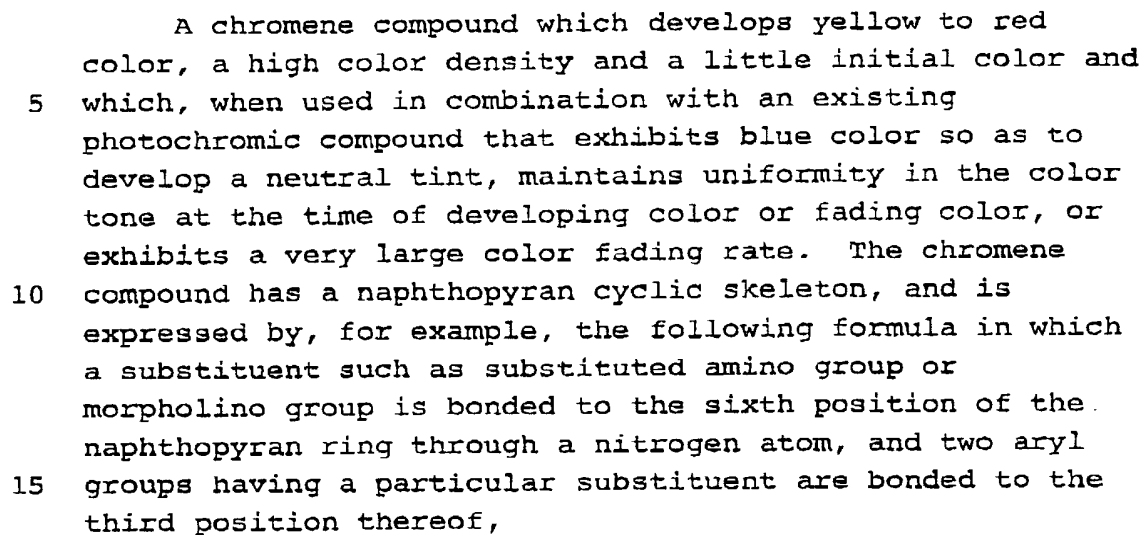 A chromene compound which develops yellow to red
color, a high color density and a little initial color and
5 which, when used in combination with an existing
photochromic compound that exhibits blue color so as to
develop a neutral tint, maintains uniformity in the color
tone at the time of developing color or fading color, or
exhibits a very large color fading rate. The chromene
10 compound has a naphthopyran cyclic skeleton, and is
expressed by, for example, the following formula in which
a substituent such as substituted amino group or
morpholino group is bonded to the sixth position of the
naphthopyran ring through a nitrogen atom, and two aryl
15 groups having a particular substituent are bonded to the
third position thereof,